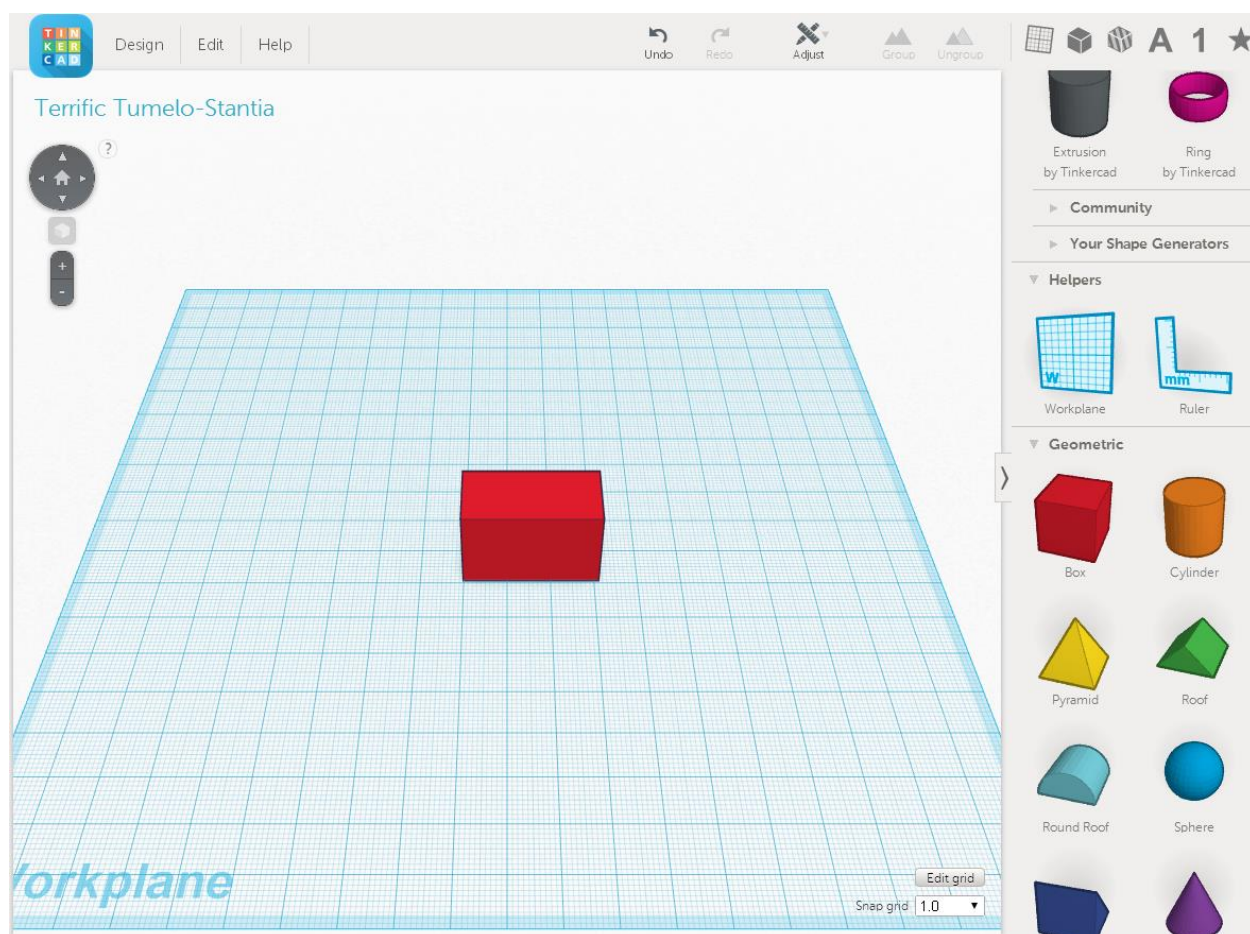 TIN
KER
CAD
Design
Edit
Help
Undo
Redo
Adjust
Group
Ungroup
A
1
Terrific Tumelo-Stantia
?
+
-
Extrusion
by Tinkercad
Ring
by Tinkercad
Community
Your Shape Generators
Helpers
W
mm
Workplane
Ruler
Geometric
Box
Cylinder
Pyramid
Roof
Round Roof
Sphere
Workplane
Edit grid
Snap grid 1.0